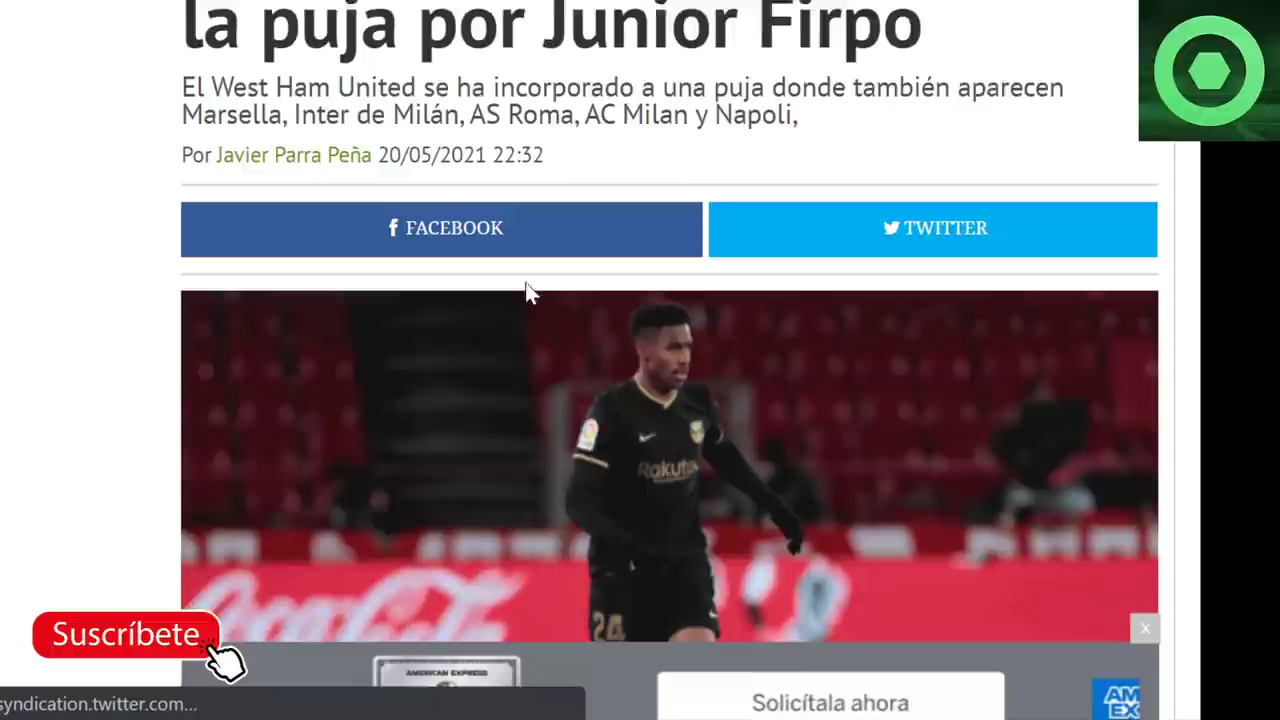 la puja por Junior Firpo
El West Ham United se ha incorporado a una puja donde también aparecen
Marsella, Inter de Milán, AS Roma, AC Milan y Napoli,
Por Javier Parra Peña 20/05/2021 22:32
f FACEBOOK
TWITTER
Rakuten
Coca-Cola
24
Suscríbete
x
AMERICAN EXPRESS
Solicítala ahora
AM
EX
syndication.twitter.com...